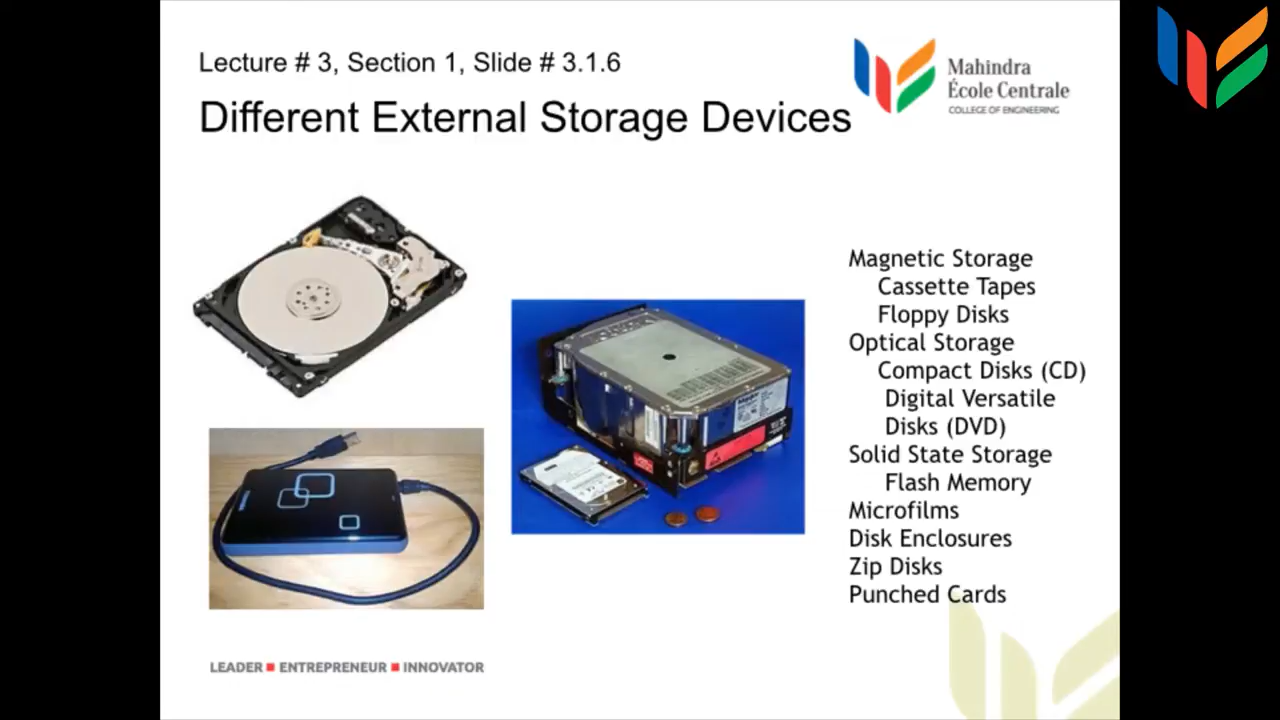 Lecture # 3, Section 1, Slide # 3.1.6
Different External Storage Devices
Mahindra
École Centrale
COLLEGE OF ENGINEERING
Magnetic Storage
Cassette Tapes
Floppy Disks
Optical Storage
Compact Disks (CD)
Digital Versatile
Disks (DVD)
Solid State Storage
Flash Memory
Microfilms
Disk Enclosures
Zip Disks
Punched Cards
LEADER ■ ENTREPRENEUR ■ INNOVATOR